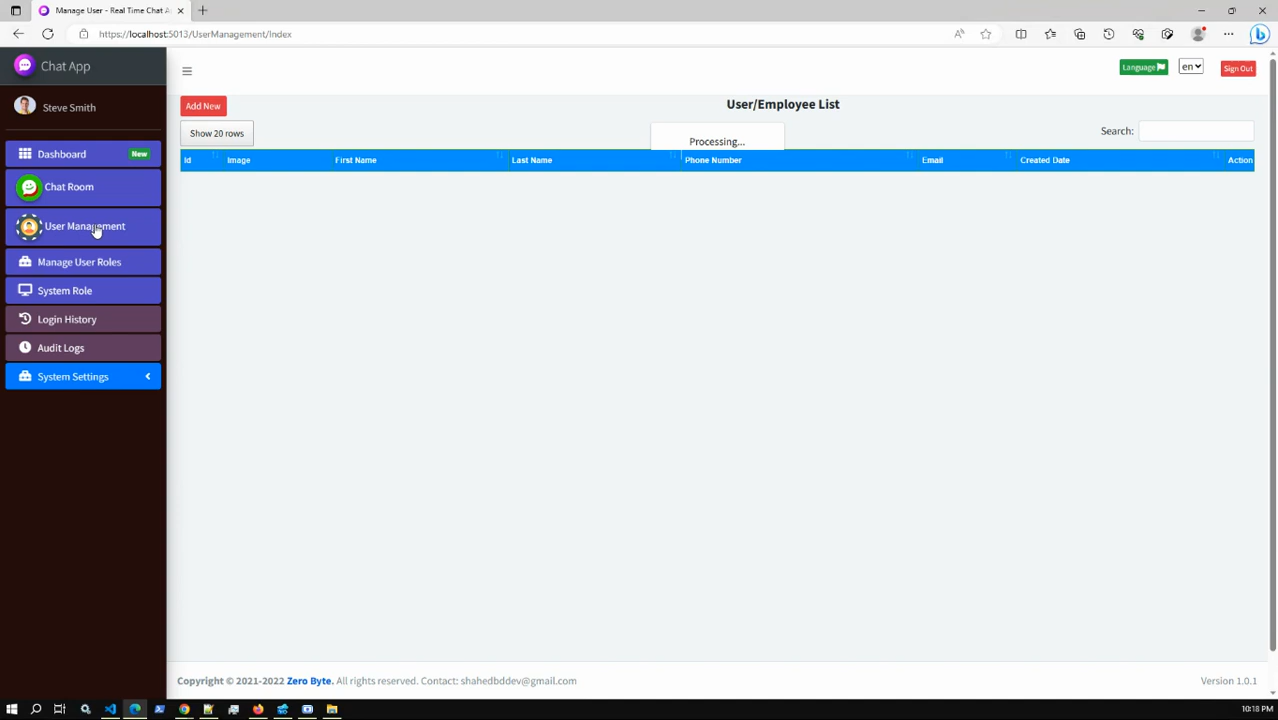 Manage User - Real Time Chat A
https://localhost:5013/UserManagement/Index
Chat App
Language
en
Sign Out
Steve Smith
Add New
User/Employee List
Show 20 rows
Processing...
Search:
Id Image First Name Last Name Phone Number Email Created Date Action
Dashboard New
Chat Room
User Management
Manage User Roles
System Role
Login History
Audit Logs
System Settings
Copyright © 2021-2022 Zero Byte. All rights reserved. Contact: shahedbddev@gmail.com
Version 1.0.1
10:18 PM